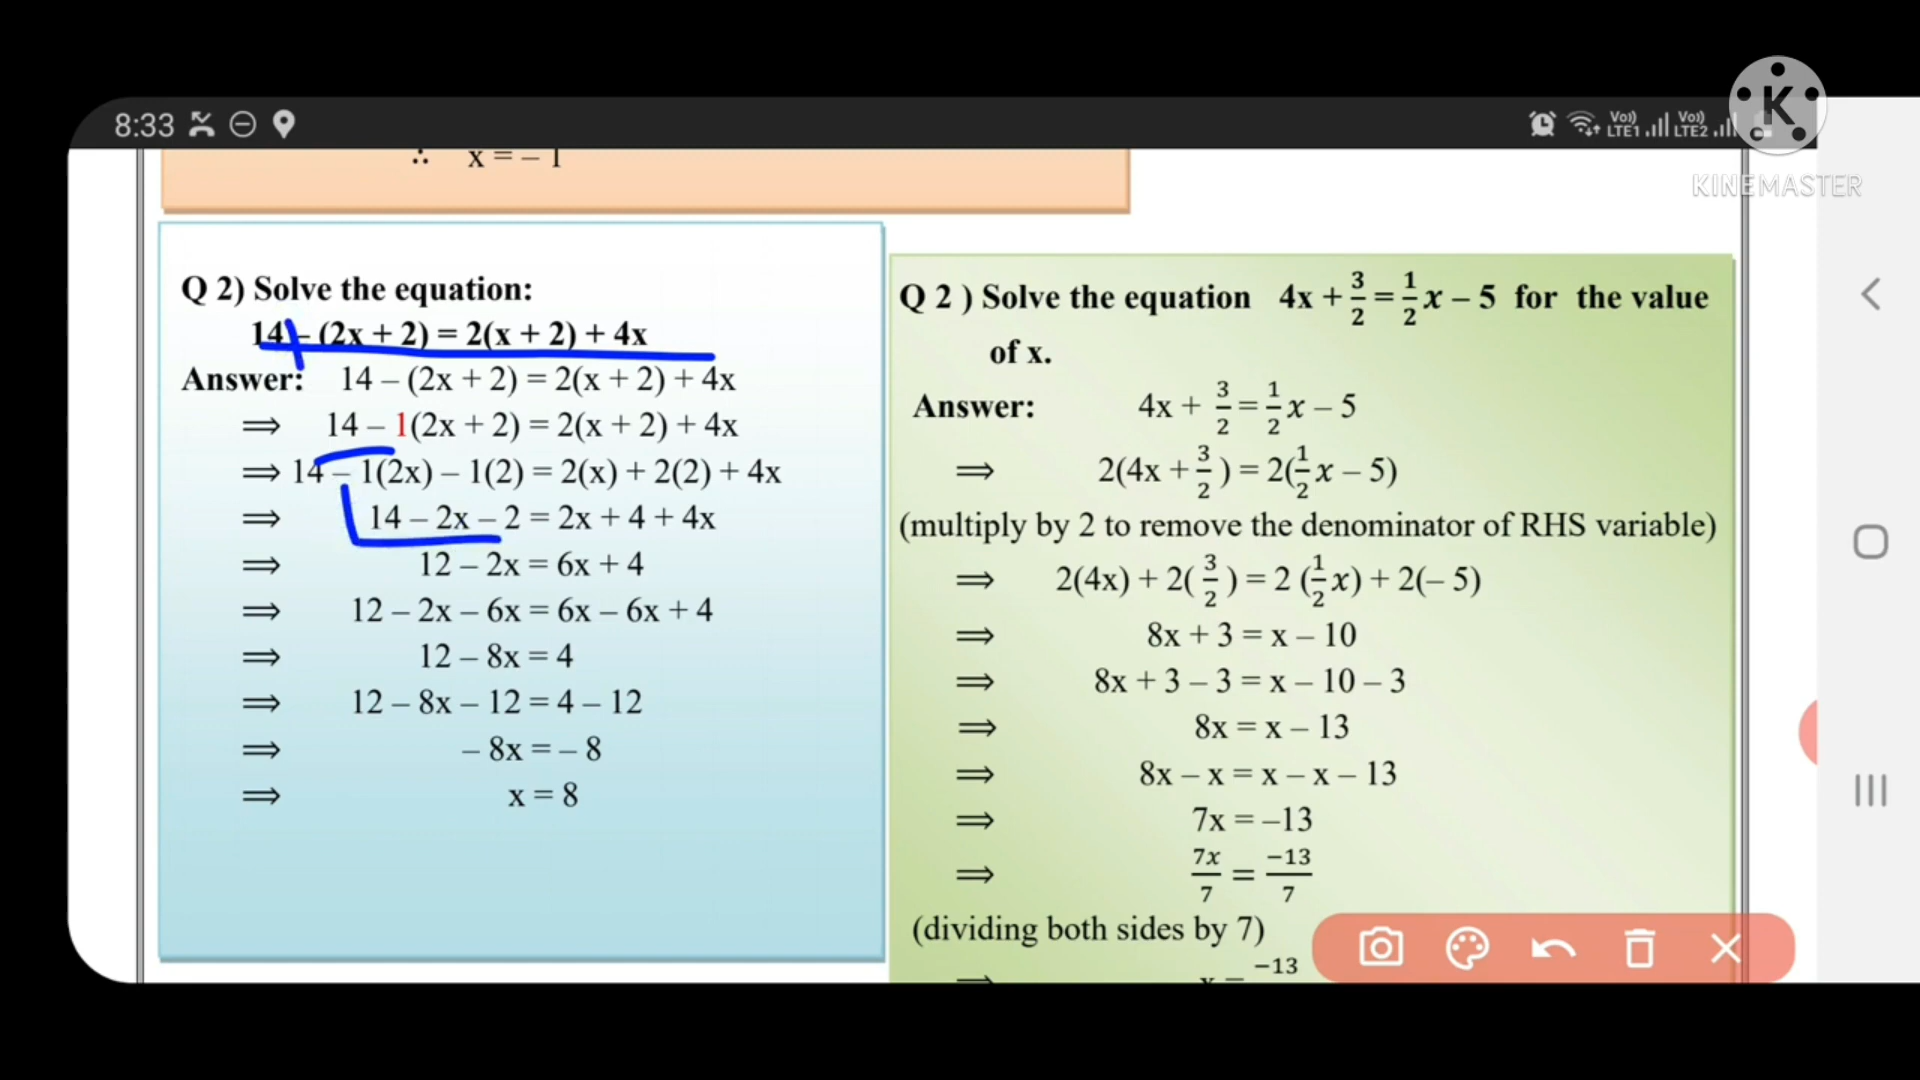 8:33
Vo)) LTE1 Vo)) LTE2
K
KINEMASTER
∴ x = – 1
Q 2) Solve the equation:
14 – (2x + 2) = 2(x + 2) + 4x
Answer: 14 – (2x + 2) = 2(x + 2) + 4x
⟹ 14 – 1(2x + 2) = 2(x + 2) + 4x
⟹ 14 – 1(2x) – 1(2) = 2(x) + 2(2) + 4x
⟹ 14 – 2x – 2 = 2x + 4 + 4x
⟹ 12 – 2x = 6x + 4
⟹ 12 – 2x – 6x = 6x – 6x + 4
⟹ 12 – 8x = 4
⟹ 12 – 8x – 12 = 4 – 12
⟹ – 8x = – 8
⟹ x = 8
Q 2 ) Solve the equation 4x + 3/2 = 1/2 x – 5 for the value
of x.
Answer: 4x + 3/2 = 1/2 x – 5
⟹ 2(4x + 3/2 ) = 2(1/2 x – 5)
(multiply by 2 to remove the denominator of RHS variable)
⟹ 2(4x) + 2( 3/2 ) = 2 (1/2 x) + 2(– 5)
⟹ 8x + 3 = x – 10
⟹ 8x + 3 – 3 = x – 10 – 3
⟹ 8x = x – 13
⟹ 8x – x = x – x – 13
⟹ 7x = –13
⟹ 7x/7 = –13/7
(dividing both sides by 7)
⟹ x = –13